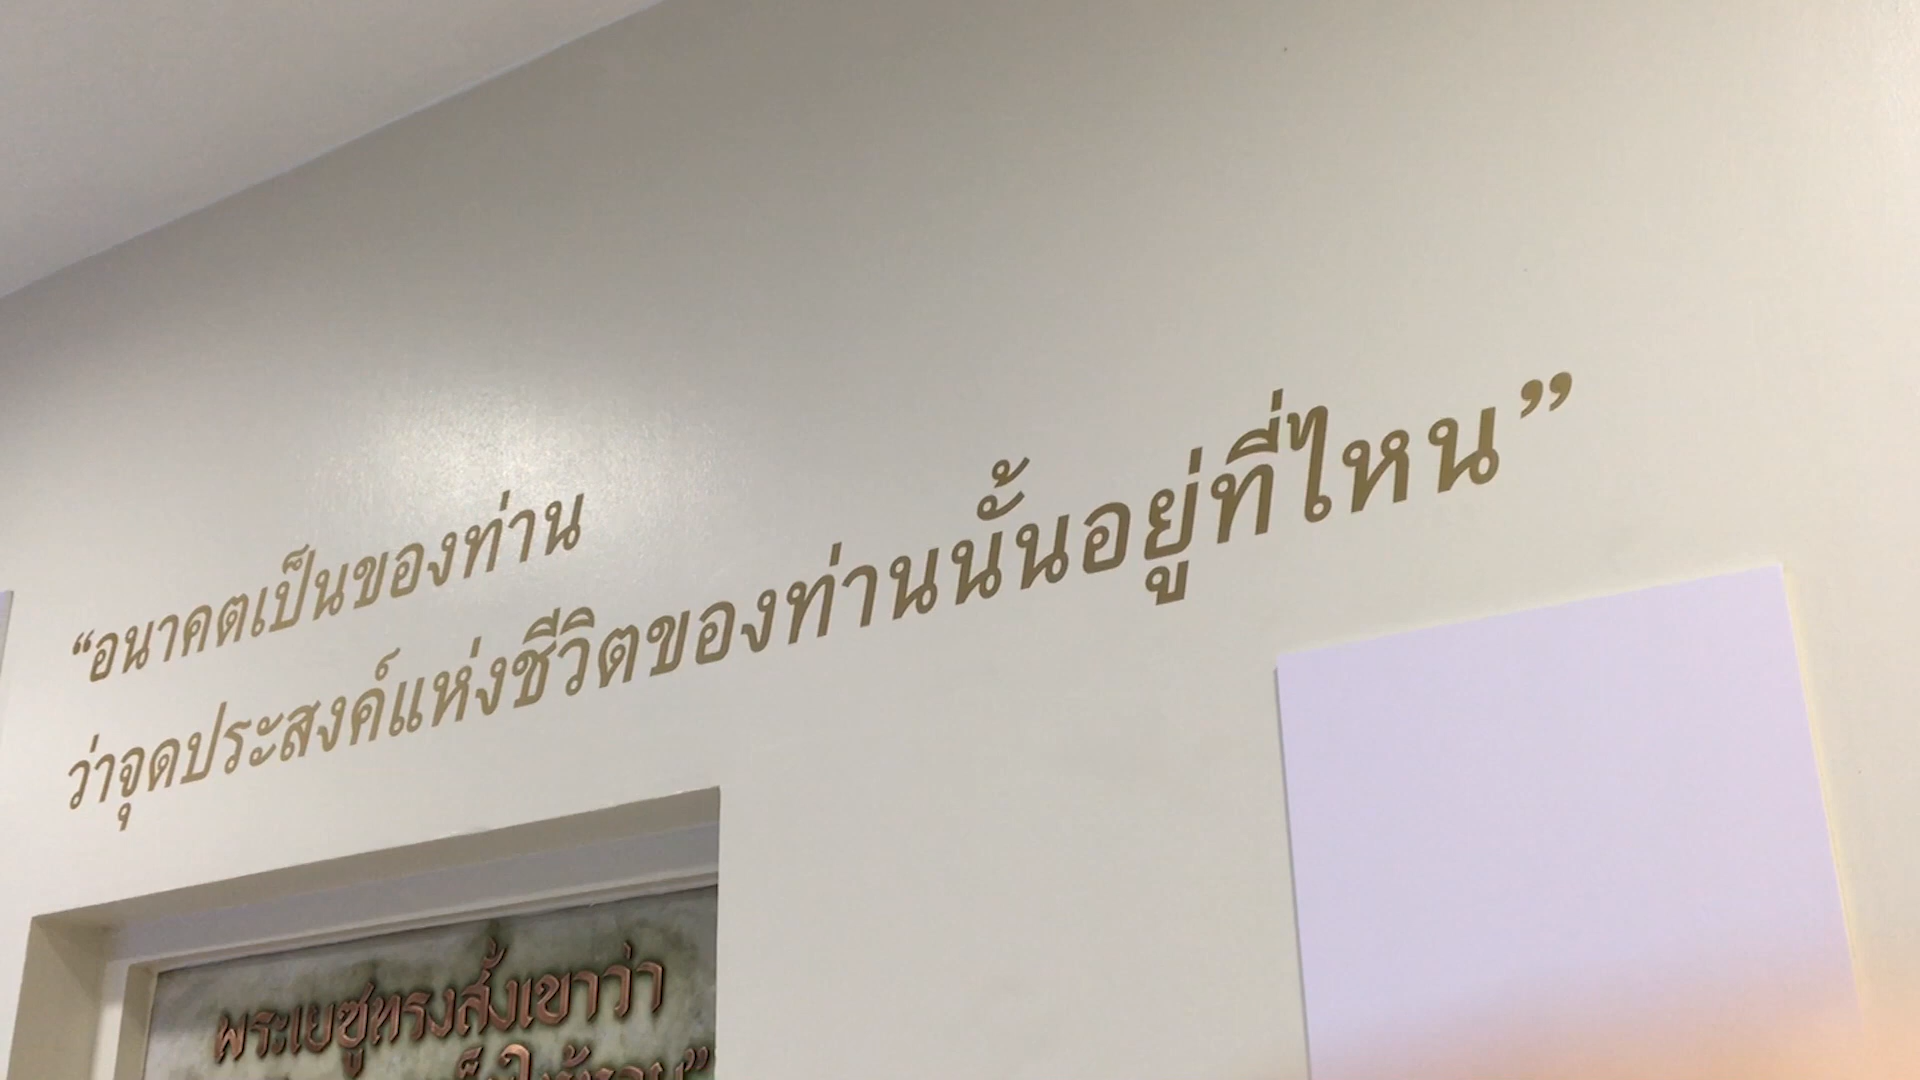 “อนาคตเป็นของท่าน
ว่าจุดประสงค์แห่งชีวิตของท่านนั้นอยู่ที่ไหน”
พระเยซูทรงสั่งเขาว่า